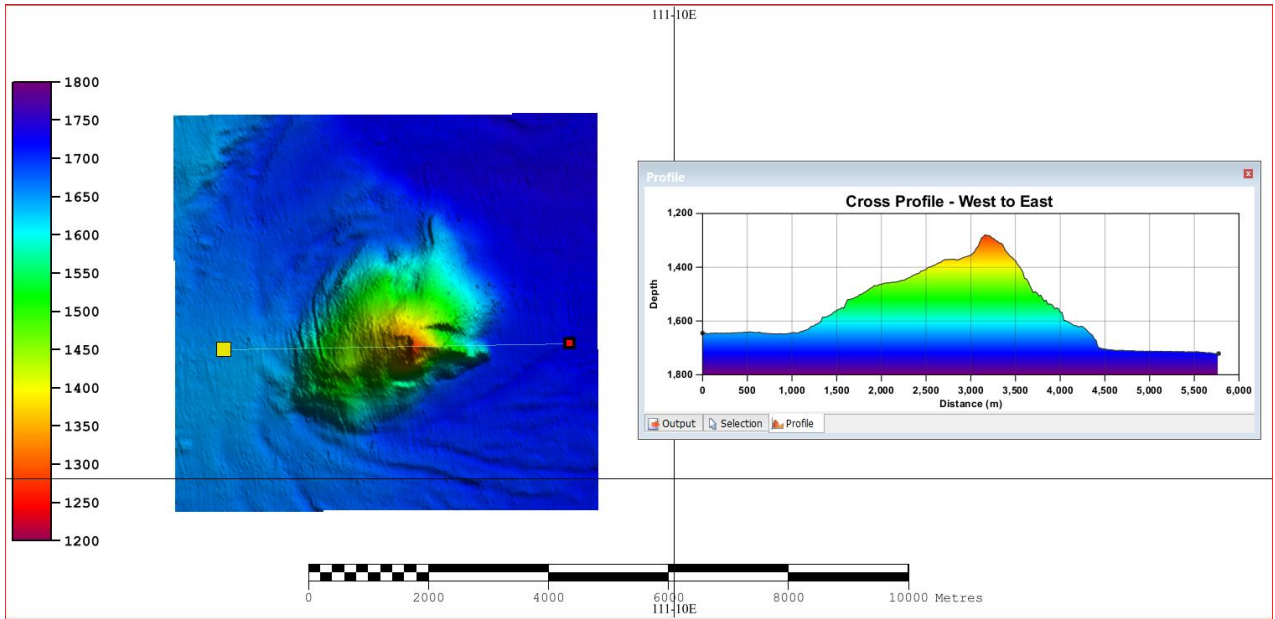 111-10E
1800
1750
1700
1650
1600
1550
1500
1450
1400
1350
1300
1250
1200
Profile
Cross Profile - West to East
1,200
1,400
1,600
1,800
Depth
0 500 1,000 1,500 2,000 2,500 3,000 3,500 4,000 4,500 5,000 5,500 6,000
Distance (m)
Output Selection Profile
0 2000 4000 6000 8000 10000 Metres
111-10E